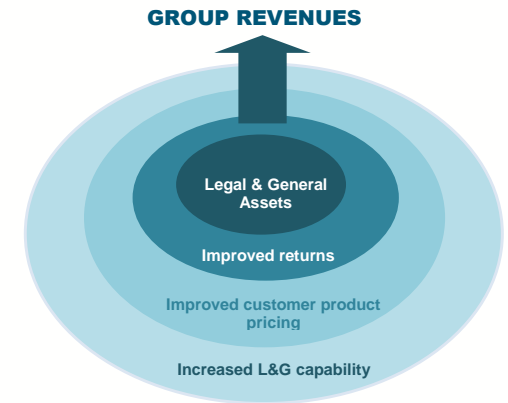 GROUP REVENUES
Legal & General
Assets
Improved returns
Improved customer product
pricing
Increased L&G capability